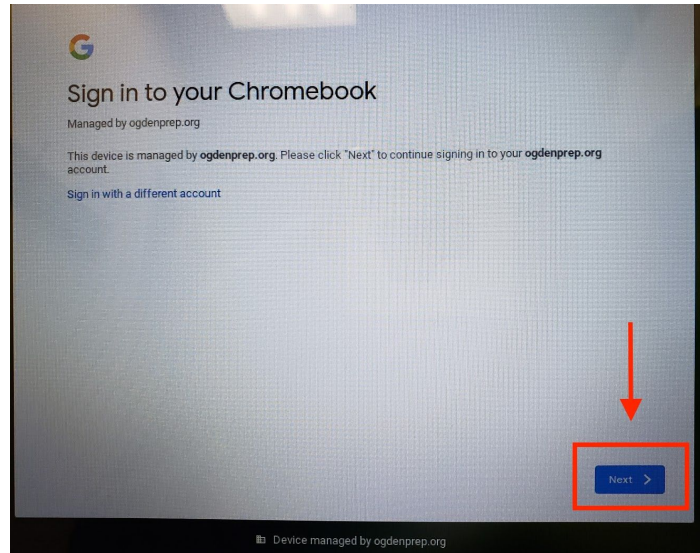 G
Sign in to your Chromebook
Managed by ogdenprep.org
This device is managed by ogdenprep.org. Please click "Next" to continue signing in to your ogdenprep.org
account.
Sign in with a different account
Next
Device managed by ogdenprep.org